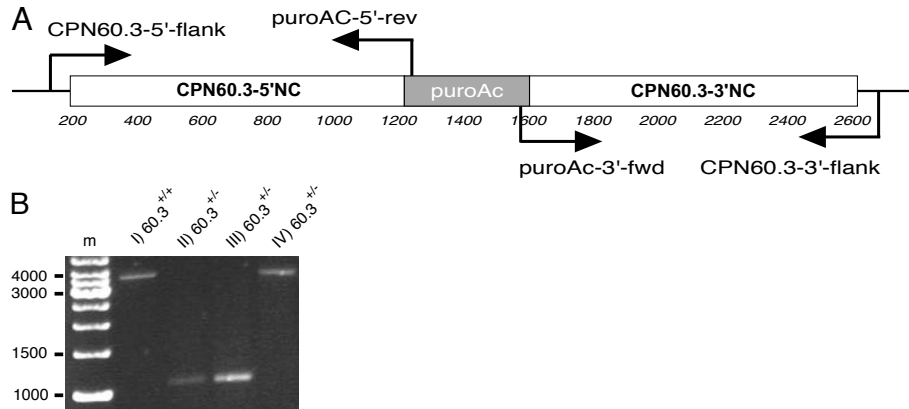 A
CPN60.3-5'-flank
puroAC-5'-rev
CPN60.3-5'NC
puroAc
CPN60.3-3'NC
200 400 600 800 1000 1200 1400 1600 1800 2000 2200 2400 2600
puroAc-3'-fwd
CPN60.3-3'-flank
B
m
I) 60.3 +/+
II) 60.3 +/-
III) 60.3 +/-
IV) 60.3 +/-
4000
3000
1500
1000